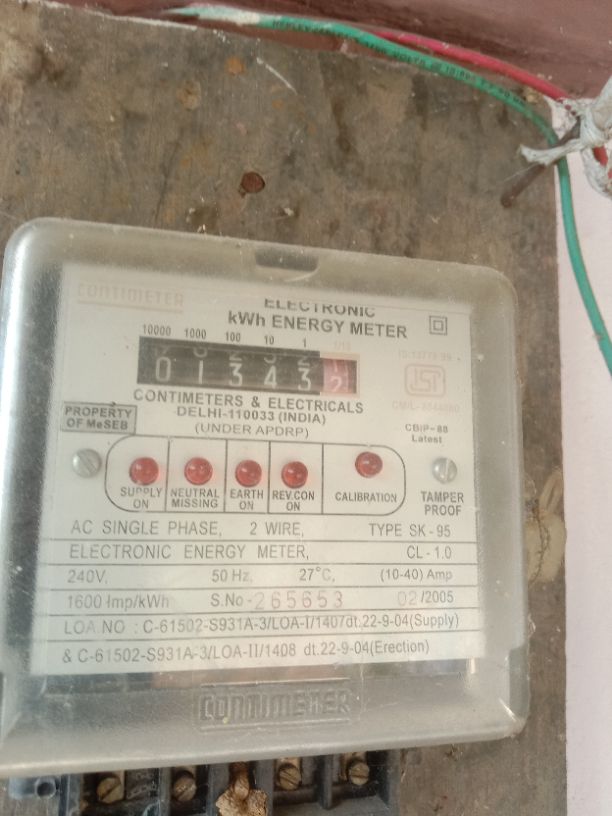 CONTIMETER
ELECTRONIC
kWh ENERGY METER
10000 1000 100 10 1 1/10
0 1 3 4 3 2
CONTIMETERS & ELECTRICALS
DELHI-110033 (INDIA)
(UNDER APDRP)
PROPERTY
OF MeSEB
ISI
CBIP-88
Latest
SUPPLY
ON
NEUTRAL
MISSING
EARTH
ON
REV.CON
ON
CALIBRATION
TAMPER
PROOF
AC SINGLE PHASE, 2 WIRE, TYPE SK-95
ELECTRONIC ENERGY METER, CL-1.0
240V, 50 Hz, 27°C, (10-40) Amp
1600 Imp/kWh S.No-265653 02/2005
LOA.NO : C-61502-S931A-3/LOA-I/1407dt.22-9-04(Supply)
& C-61502-S931A-3/LOA-II/1408 dt.22-9-04(Erection)
CONTIMETER